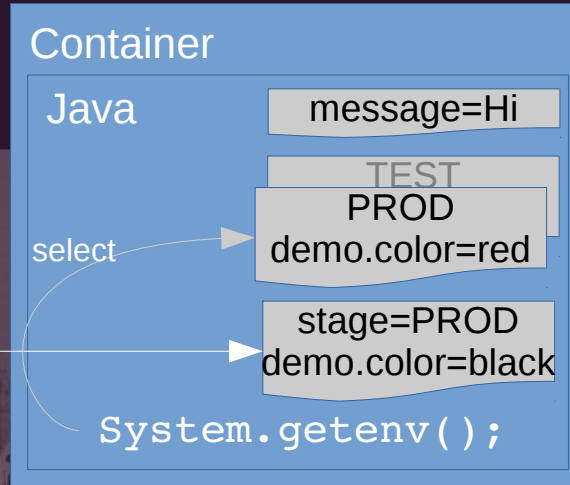 Container
Java
message=Hi
TEST
PROD
select
demo.color=red
stage=PROD
demo.color=black
System.getenv();